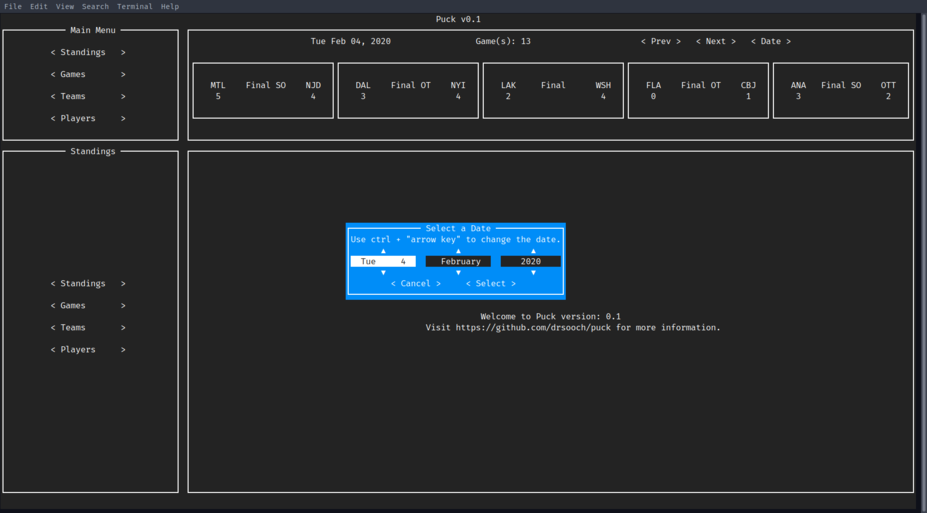 File Edit View Search Terminal Help
Puck v0.1
Main Menu
< Standings >
< Games >
< Teams >
< Players >
Tue Feb 04, 2020 Game(s): 13 < Prev > < Next > < Date >
MTL Final SO NJD
5 4
DAL Final OT NYI
3 4
LAK Final WSH
2 4
FLA Final OT CBJ
0 1
ANA Final SO OTT
3 2
Standings
< Standings >
< Games >
< Teams >
< Players >
Select a Date
Use ctrl + "arrow key" to change the date.
▲ ▲ ▲
Tue 4 February 2020
▼ ▼ ▼
< Cancel > < Select >
Welcome to Puck version: 0.1
Visit https://github.com/drsooch/puck for more information.